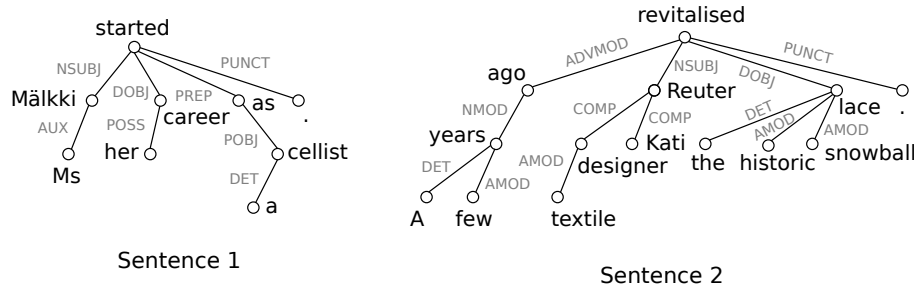 started
NSUBJ DOBJ PREP PUNCT
Mälkki career as .
AUX POSS POBJ
Ms her cellist
DET
a
Sentence 1
revitalised
ADVMOD NSUBJ DOBJ PUNCT
ago Reuter lace .
NMOD COMP COMP DET AMOD AMOD
years designer Kati the historic snowball
DET AMOD AMOD
A few textile
Sentence 2